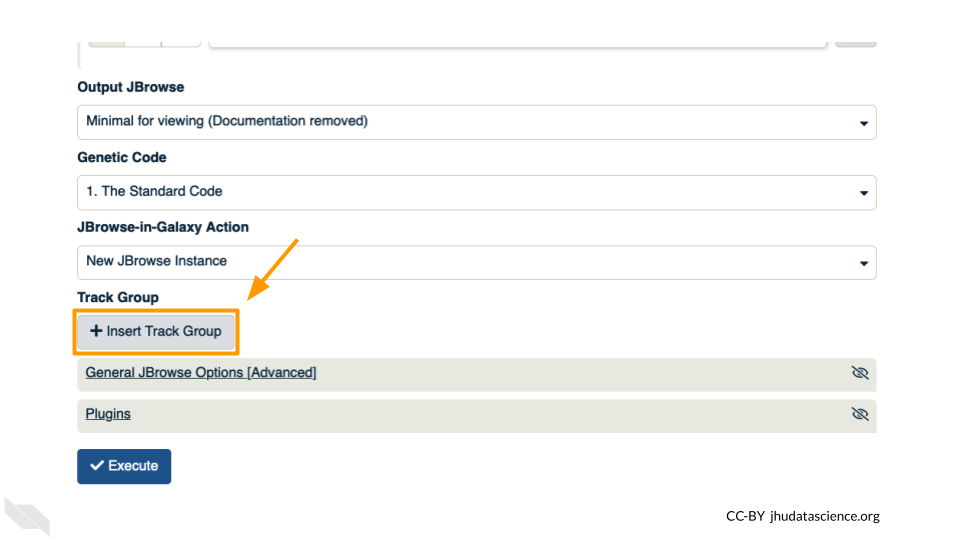 Output JBrowse
Minimal for viewing (Documentation removed)
Genetic Code
1. The Standard Code
JBrowse-in-Galaxy Action
New JBrowse Instance
Track Group
Insert Track Group
General JBrowse Options [Advanced]
Plugins
Execute
CC-BY jhudatascience.org